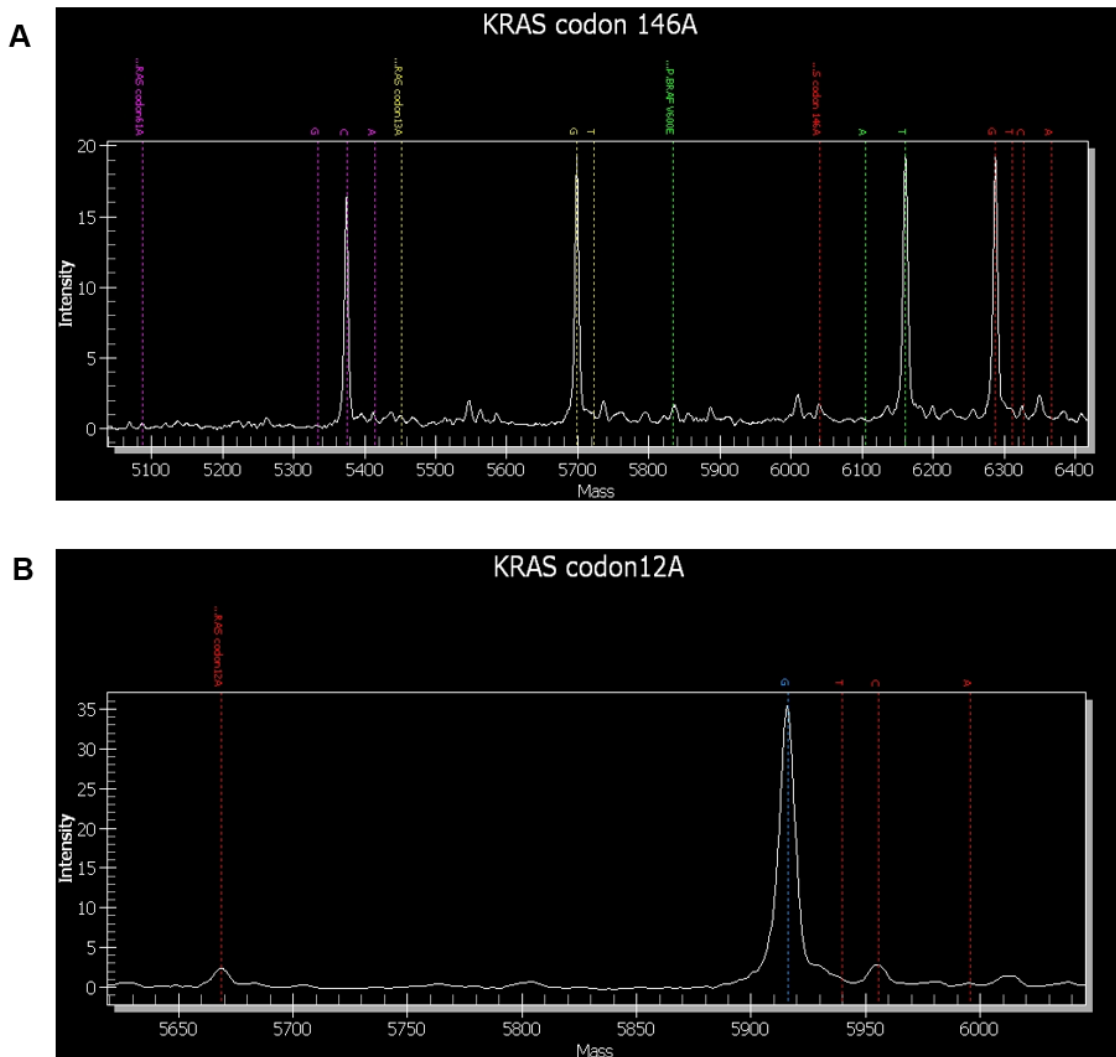 A
KRAS codon 146A
...RAS codon61A
G
C
A
...RAS codon13A
G
T
...P.BRAF V600E
...S codon 146A
A
T
G
T
C
A
Intensity
20
15
10
5
0
5100 5200 5300 5400 5500 5600 5700 5800 5900 6000 6100 6200 6300 6400
Mass
B
KRAS codon12A
...RAS codon12A
G
T
C
A
Intensity
35
30
25
20
15
10
5
0
5650 5700 5750 5800 5850 5900 5950 6000
Mass